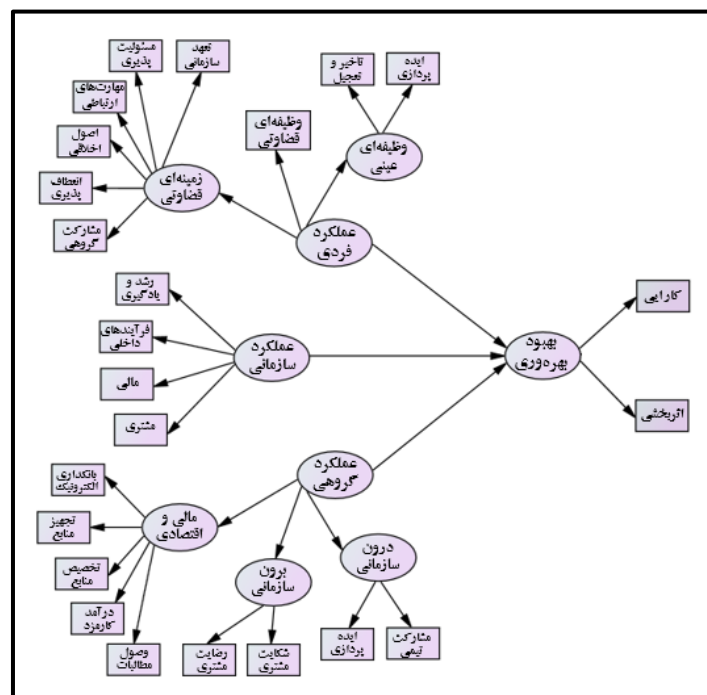 تعهد
سازمانی
مسئولیت
پذیری
مهارت‌های
ارتباطی
اصول
اخلاقی
انعطاف
پذیری
مشارکت
گروهی
زمینه‌ای
قضاوتی
ایده
پردازی
تاخیر و
تعجیل
وظیفه‌ای
قضاوتی
وظیفه‌ای
عینی
عملکرد
فردی
رشد و
یادگیری
فرآیندهای
داخلی
مالی
مشتری
عملکرد
سازمانی
بهبود
بهره‌وری
کارایی
اثربخشی
عملکرد
گروهی
بانکداری
الکترونیک
تجهیز
منابع
تخصیص
منابع
درآمد
کارمزد
وصول
مطالبات
مالی و
اقتصادی
برون
سازمانی
درون
سازمانی
رضایت
مشتری
شکایت
مشتری
ایده
پردازی
مشارکت
تیمی